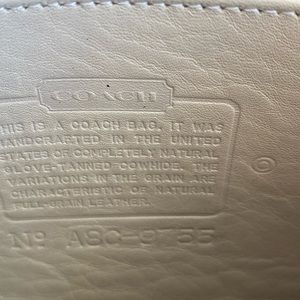 COACH
THIS IS A COACH BAG. IT WAS
HANDCRAFTED IN THE UNITED
STATES OF COMPLETELY NATURAL
GLOVE-TANNED COWHIDE. THE
VARIATIONS IN THE GRAIN ARE
CHARACTERISTIC OF NATURAL
FULL-GRAIN LEATHER.
Nº A8C-9755
©